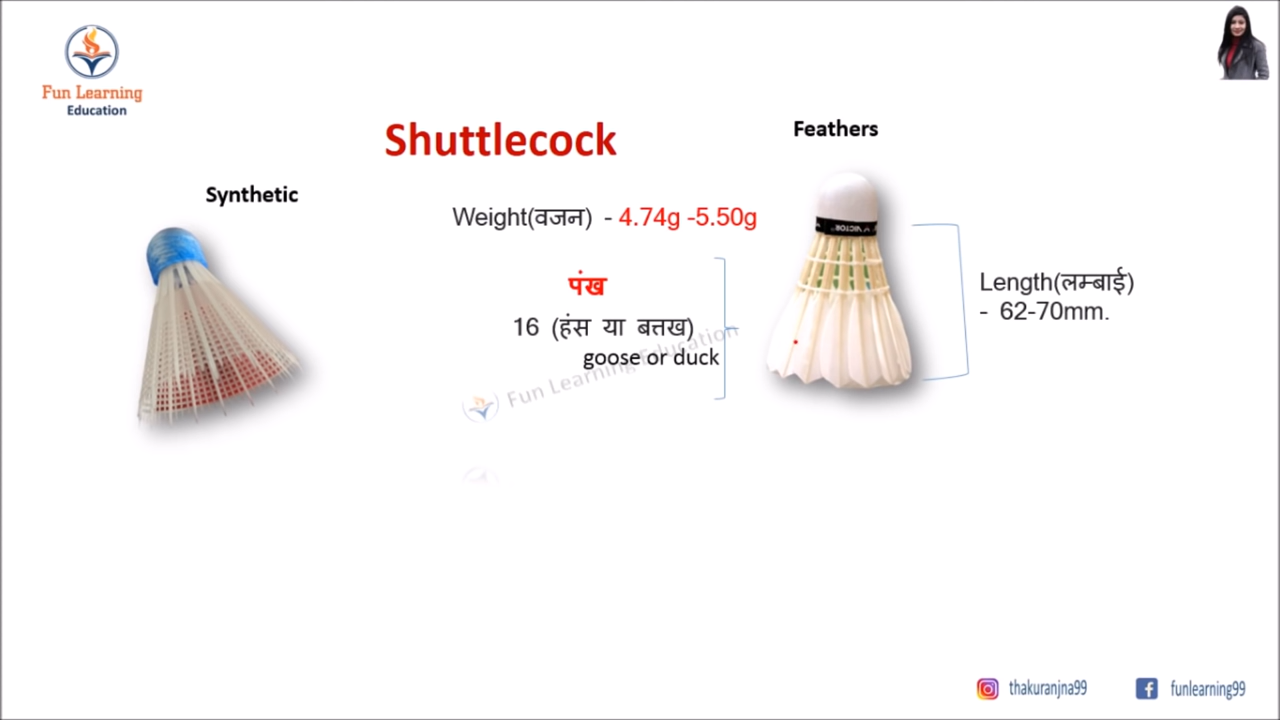 Fun Learning
Education
Shuttlecock
Feathers
Synthetic
Weight(वजन) - 4.74g -5.50g
VICTOR
पंख
16 (हंस या बत्तख)
goose or duck
Length(लम्बाई)
- 62-70mm.
Fun Learning Education
thakuranjna99
funlearning99